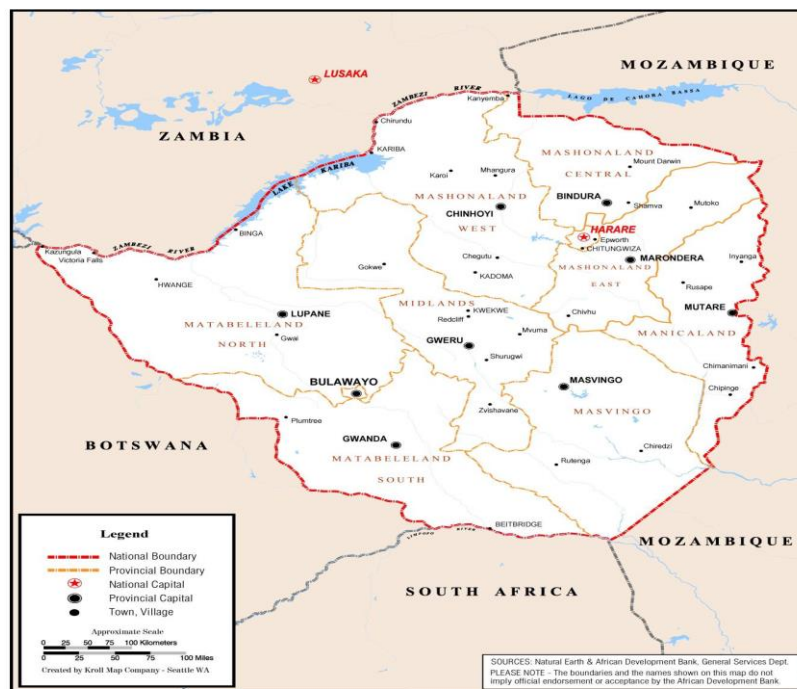 LUSAKA
MOZAMBIQUE
ZAMBEZI RIVER
Kanyemba
LAGO DE CAHORA BASSA
Chirundu
ZAMBIA
KARIBA
LAKE KARIBA
MASHONALAND
CENTRAL
Mount Darwin
Karoi
Mhangura
MASHONALAND
WEST
BINDURA
Shamva
Mutoko
CHINHOYI
BINGA
HARARE
Epworth
CHITUNGWIZA
Kazungula
Victoria Falls
ZAMBEZI RIVER
Gokwe
Chegutu
KADOMA
MARONDERA
MASHONALAND
EAST
Inyanga
HWANGE
Rusape
MIDLANDS
KWEKWE
Redcliff
Chivhu
MUTARE
LUPANE
MATABELELAND
NORTH
Gwai
Mvuma
MANICALAND
GWERU
Shurugwi
Chimanimani
BULAWAYO
MASVINGO
Chipinge
Plumtree
Zvishavane
MASVINGO
BOTSWANA
GWANDA
MATABELELAND
SOUTH
Chiredzi
Rutenga
BEITBRIDGE
LIMPOPO RIVER
MOZAMBIQUE
SOUTH AFRICA
Legend
National Boundary
Provincial Boundary
National Capital
Provincial Capital
Town, Village
Approximate Scale
0 25 50 75 100 Kilometers
0 25 50 75 100 Miles
Created by Kroll Map Company - Seattle WA
SOURCES: Natural Earth & African Development Bank, General Services Dept.
PLEASE NOTE - The boundaries and the names shown on this map do not
imply official endorsement or acceptance by the African Development Bank.